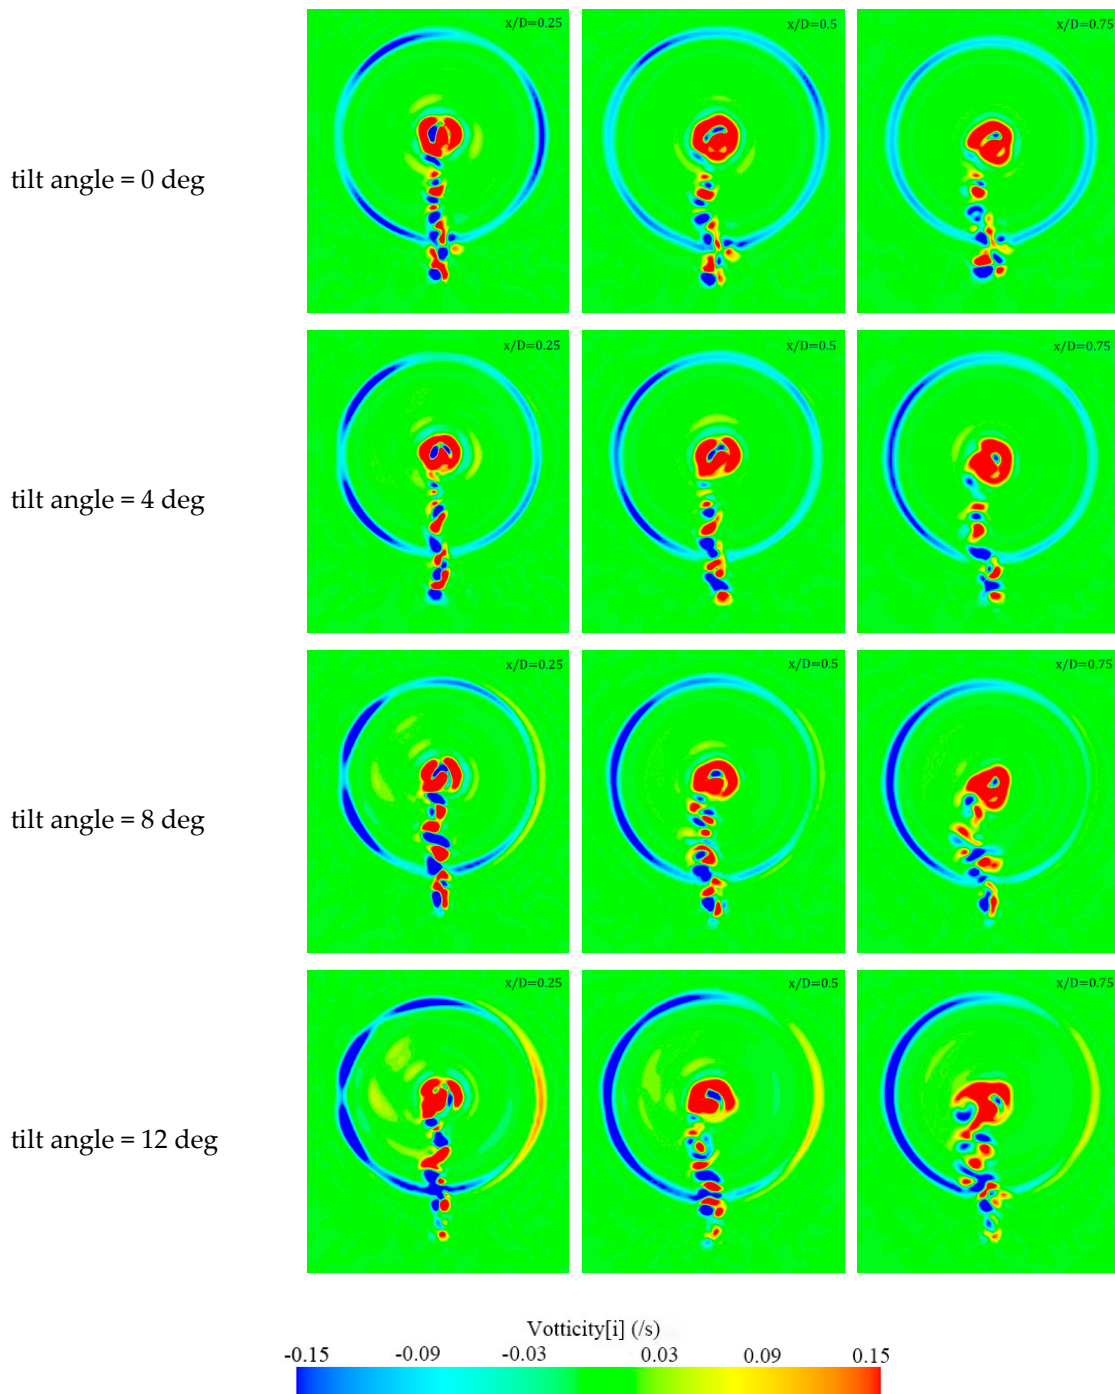 x/D=0.25 x/D=0.5 x/D=0.75
tilt angle = 0 deg
x/D=0.25 x/D=0.5 x/D=0.75
tilt angle = 4 deg
x/D=0.25 x/D=0.5 x/D=0.75
tilt angle = 8 deg
x/D=0.25 x/D=0.5 x/D=0.75
tilt angle = 12 deg
Votticity[i] (/s)
-0.15 -0.09 -0.03 0.03 0.09 0.15